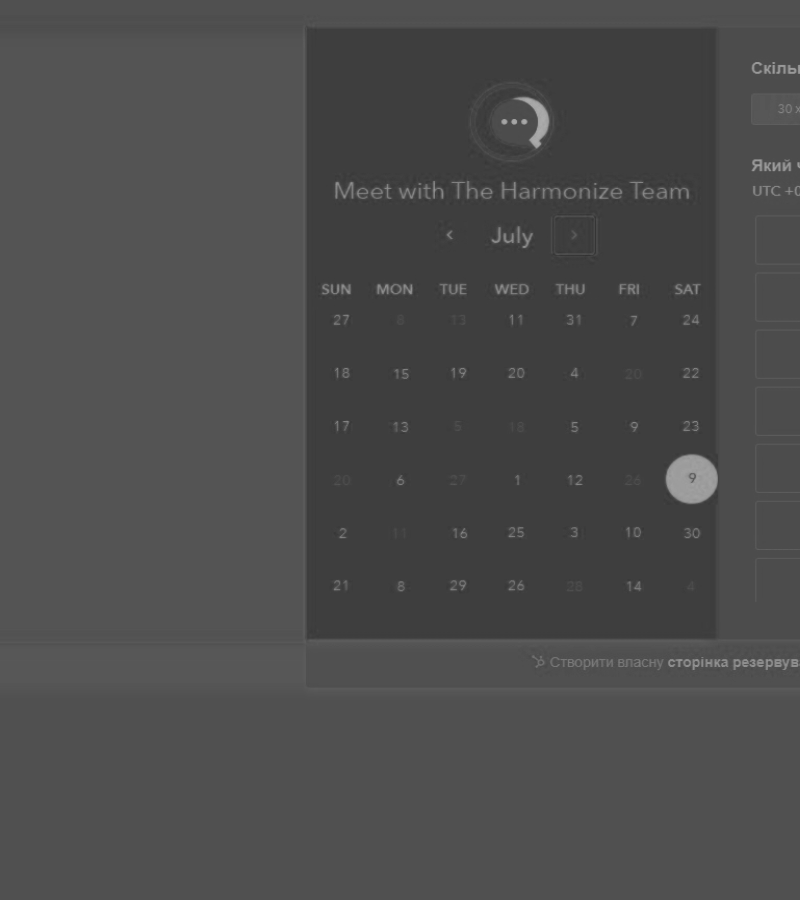 Meet with The Harmonize Team
July
SUN MON TUE WED THU FRI SAT
27 8 13 11 31 7 24
18 15 19 20 4 20 22
17 13 5 18 5 9 23
20 6 27 1 12 26 9
2 11 16 25 3 10 30
21 8 29 26 28 14 4
Скіль
30 х
Який ч
UTC +0
Створити власну сторінка резервув